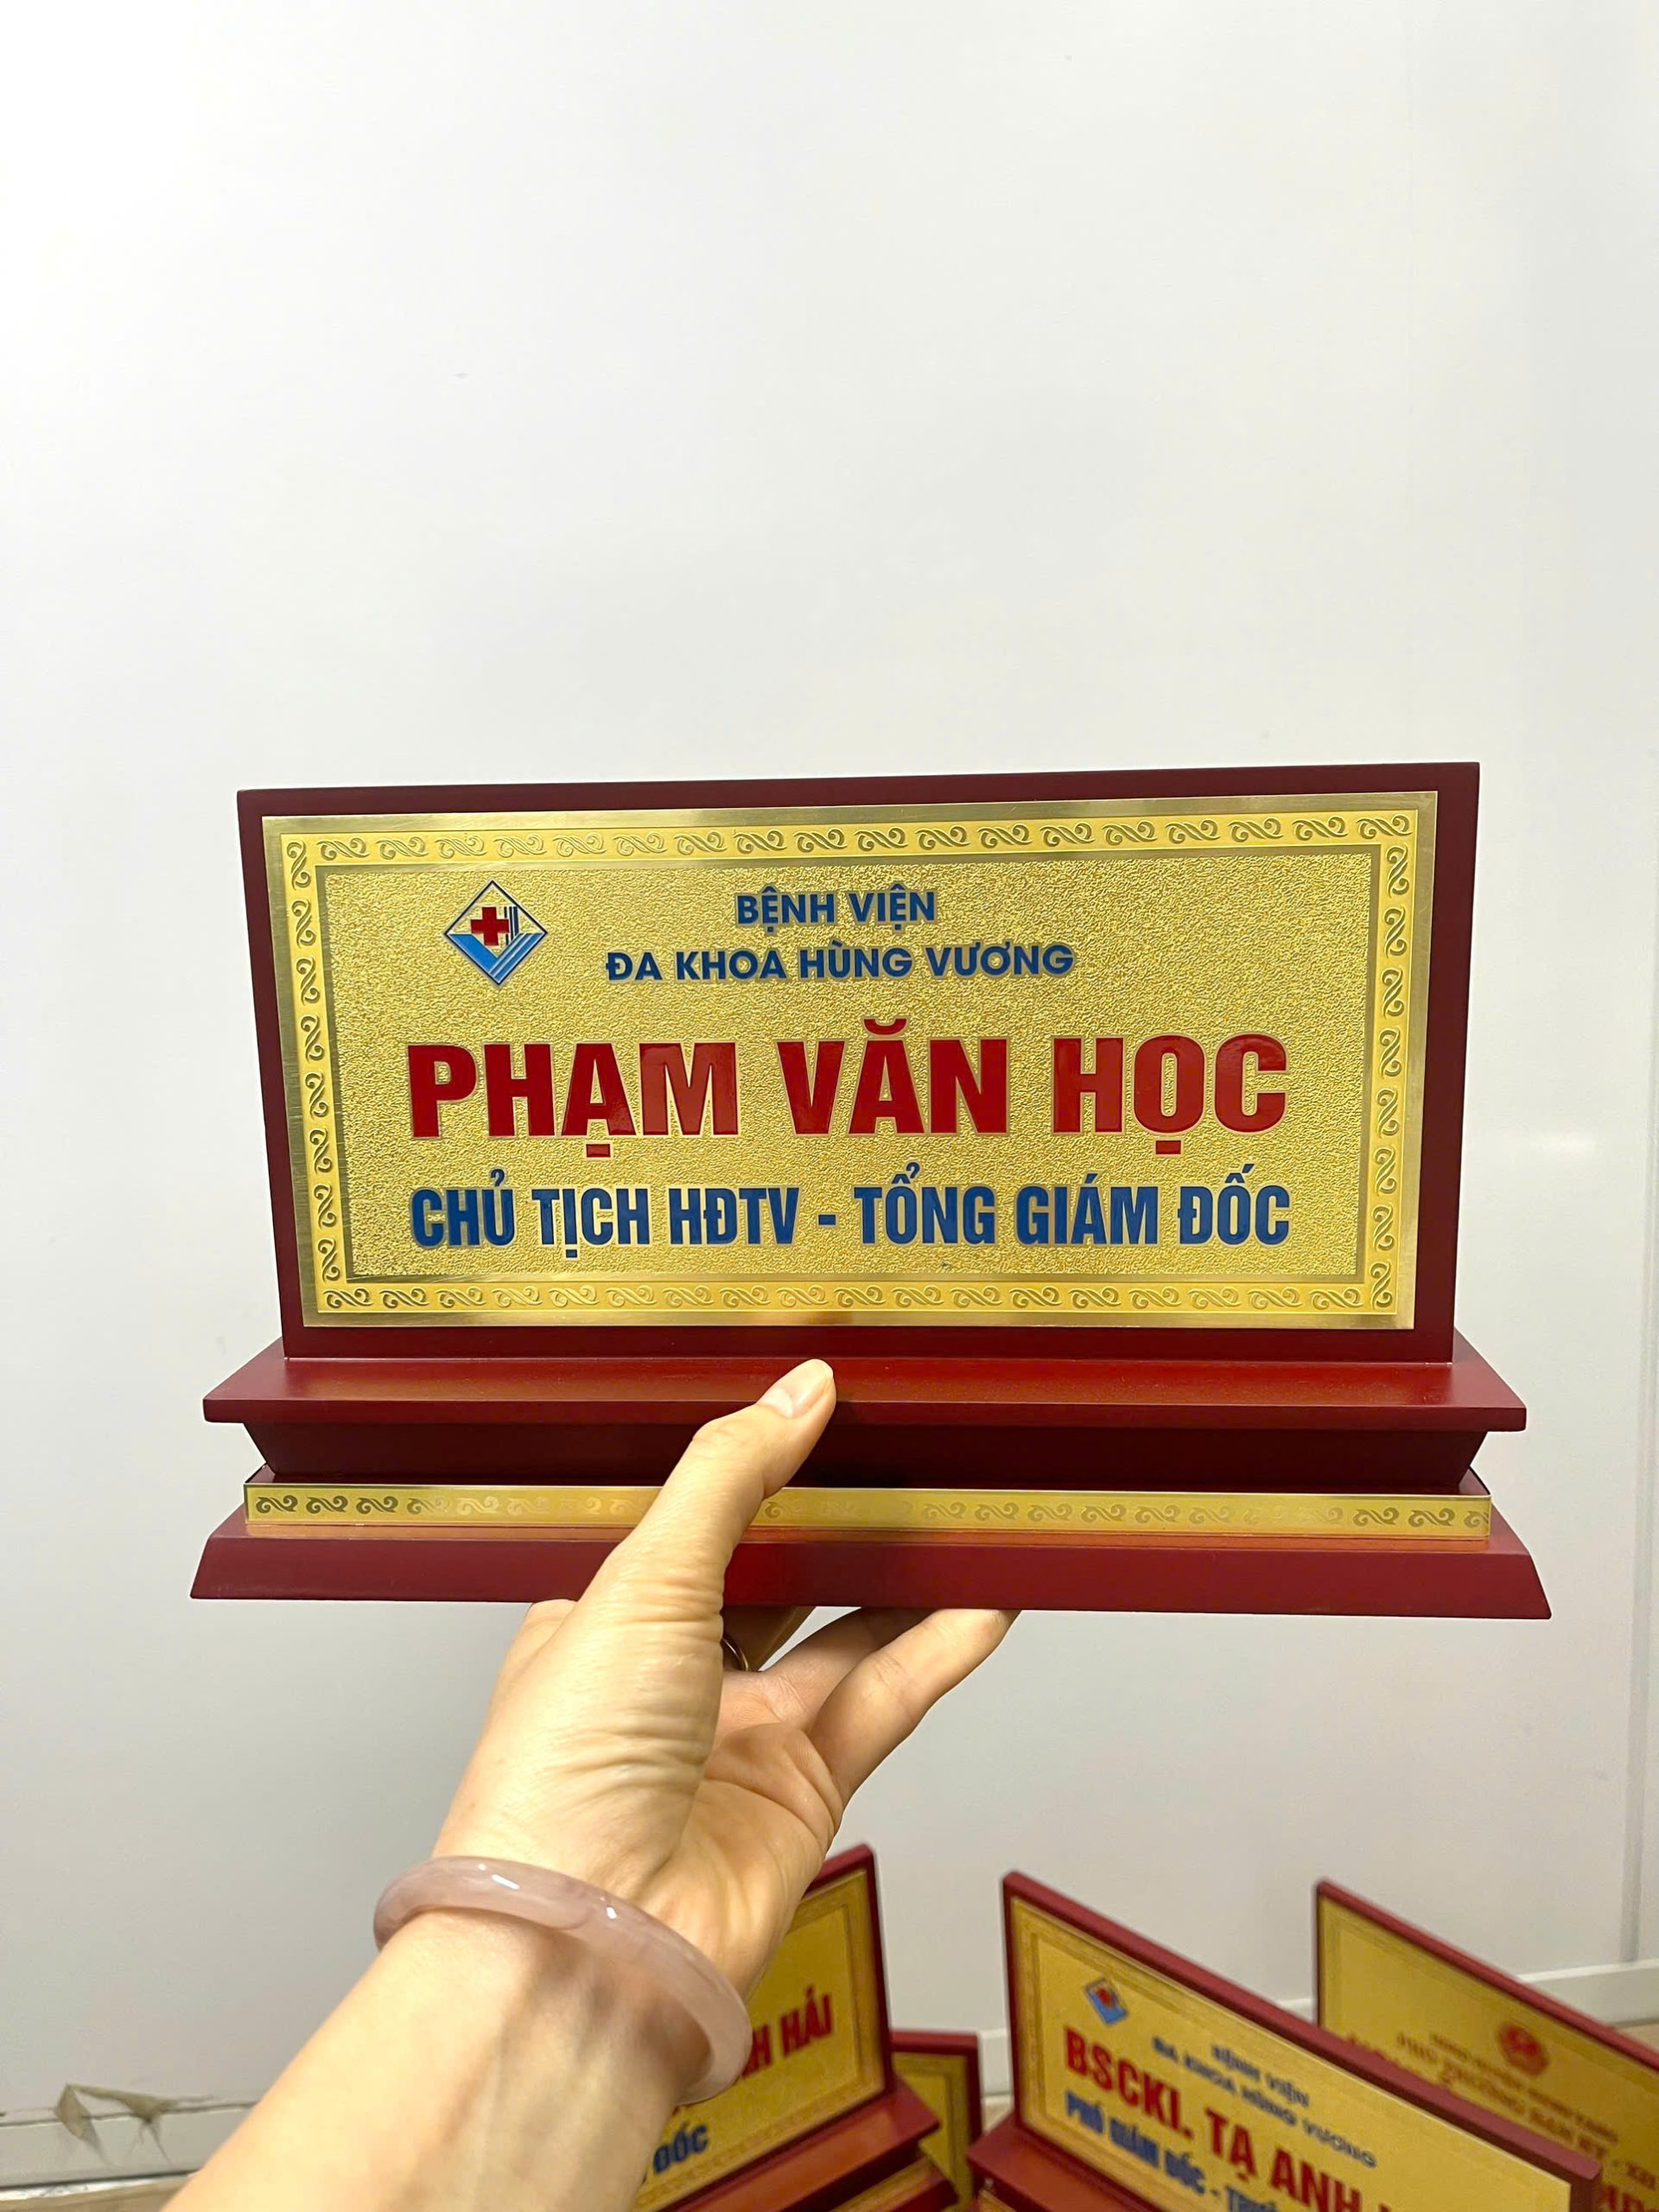 BỆNH VIỆN
ĐA KHOA HÙNG VƯƠNG
PHẠM VĂN HỌC
CHỦ TỊCH HĐTV - TỔNG GIÁM ĐỐC
HẢI
ĐỐC
BỆNH VIỆN
ĐA KHOA HÙNG VƯƠNG
BSCKI. TẠ ANH
PHÓ GIÁM ĐỐC -